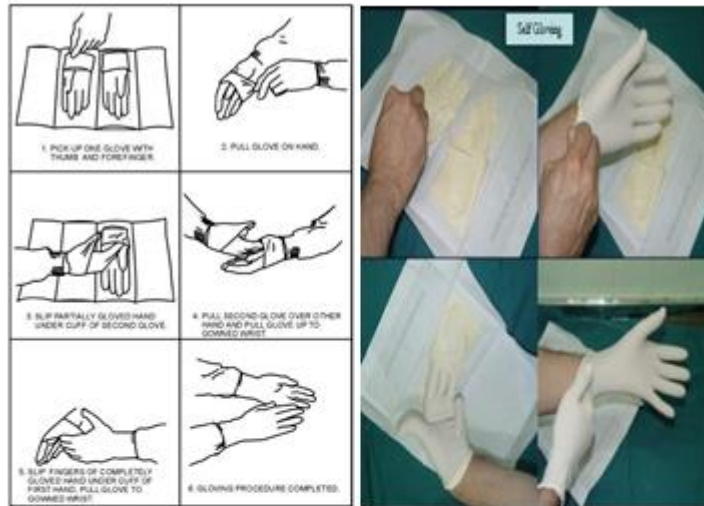 Self Gloving
1. PICK UP ONE GLOVE WITH
THUMB AND FOREFINGER.
2. PULL GLOVE ON HAND.
3. SLIP PARTIALLY GLOVED HAND
UNDER CUFF OF SECOND GLOVE.
4. PULL SECOND GLOVE OVER OTHER
HAND AND PULL GLOVE UP TO
GOWNED WRIST.
5. SLIP FINGERS OF COMPLETELY
GLOVED HAND UNDER CUFF OF
FIRST HAND, PULL GLOVE TO
GOWNED WRIST.
6. GLOVING PROCEDURE COMPLETED.